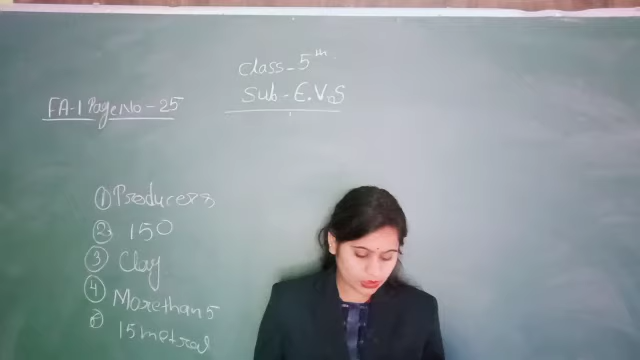 Class - 5th
Sub - E.V.S
FA-1 Page No - 25
① Producers
② 150
③ Clay
④ More than 5
⑤ 15 metral